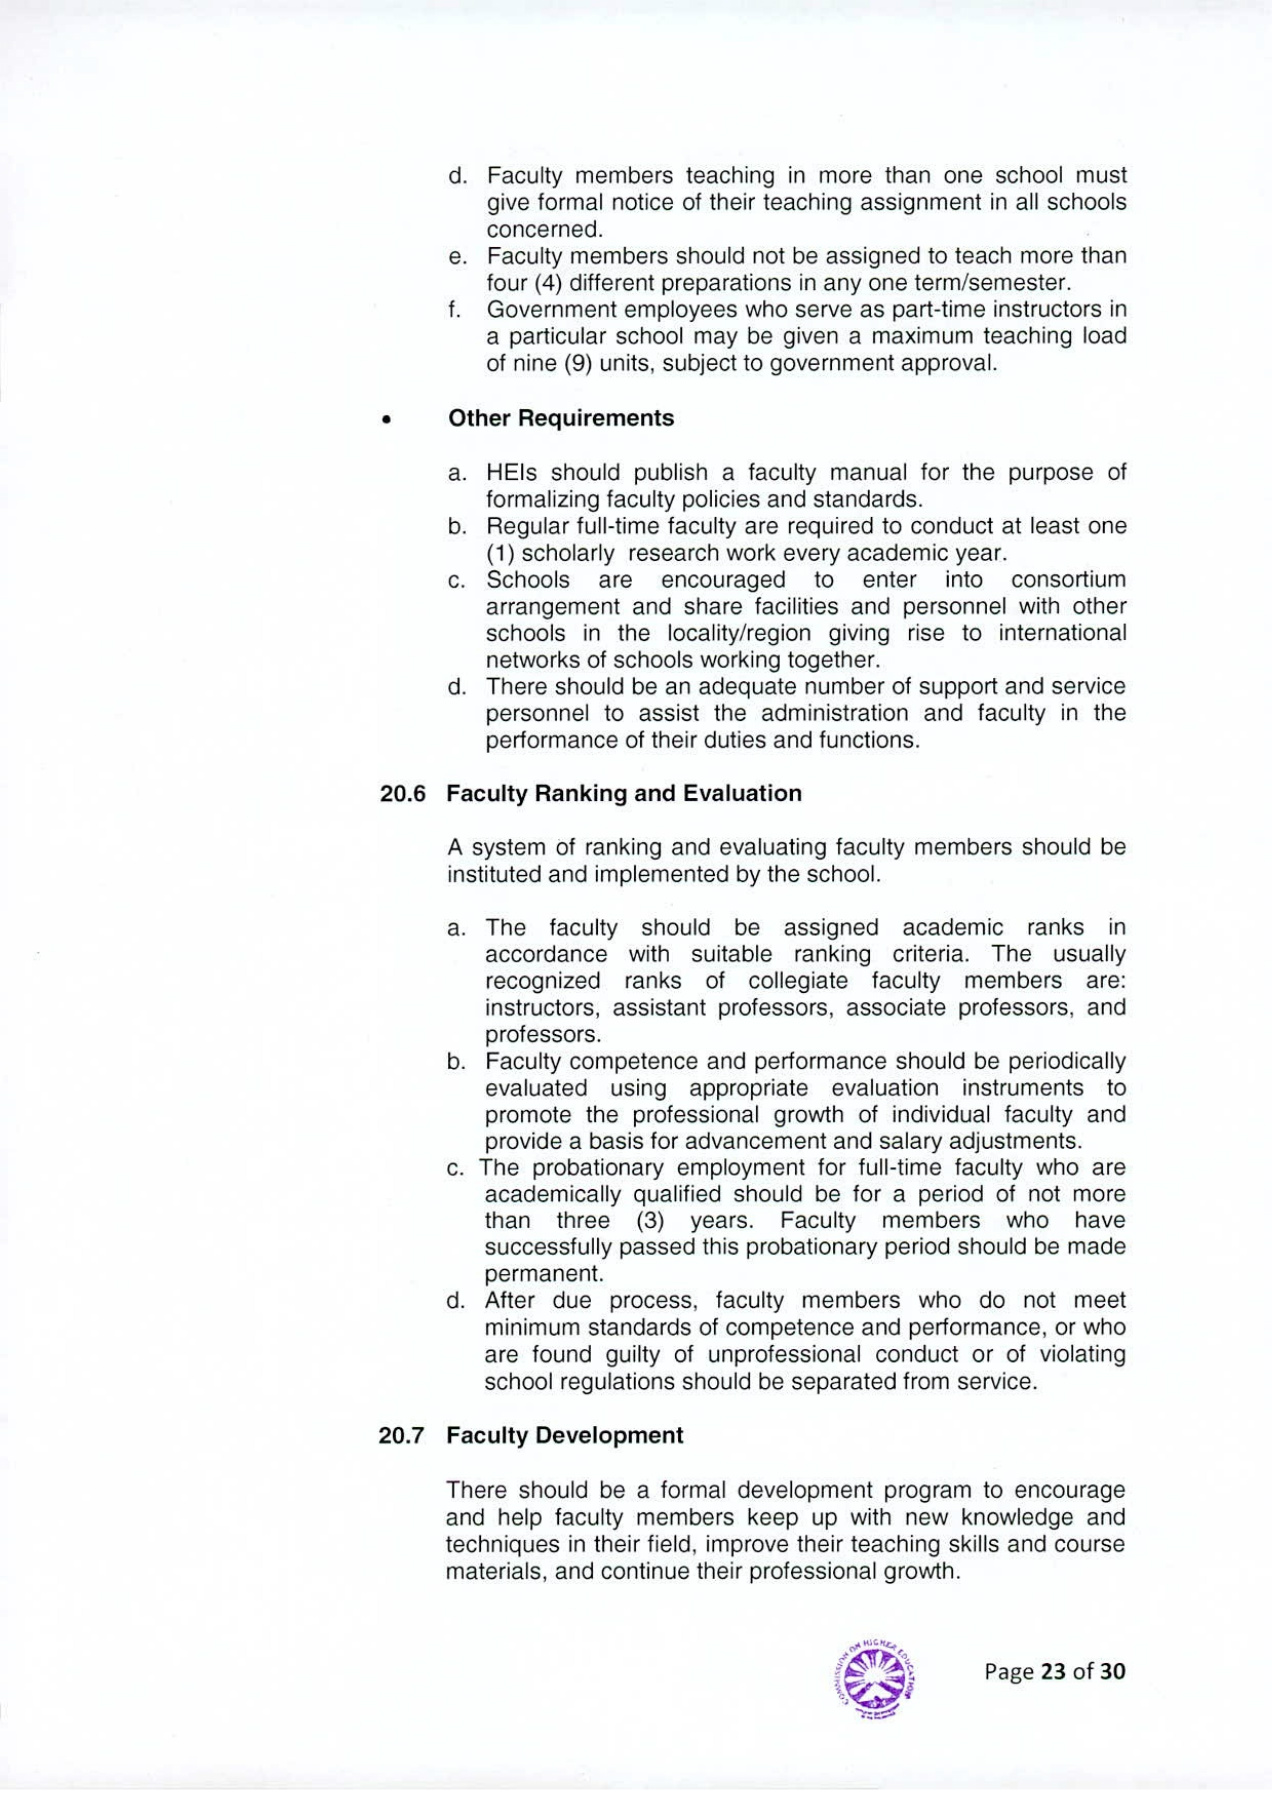 d. Faculty members teaching in more than one school must
give formal notice of their teaching assignment in all schools
concerned.
e. Faculty members should not be assigned to teach more than
four (4) different preparations in any one term/semester.
f. Government employees who serve as part-time instructors in
a particular school may be given a maximum teaching load
of nine (9) units, subject to government approval.
• Other Requirements
a. HEIs should publish a faculty manual for the purpose of
formalizing faculty policies and standards.
b. Regular full-time faculty are required to conduct at least one
(1) scholarly research work every academic year.
c. Schools are encouraged to enter into consortium
arrangement and share facilities and personnel with other
schools in the locality/region giving rise to international
networks of schools working together.
d. There should be an adequate number of support and service
personnel to assist the administration and faculty in the
performance of their duties and functions.
20.6 Faculty Ranking and Evaluation
A system of ranking and evaluating faculty members should be
instituted and implemented by the school.
a. The faculty should be assigned academic ranks in
accordance with suitable ranking criteria. The usually
recognized ranks of collegiate faculty members are:
instructors, assistant professors, associate professors, and
professors.
b. Faculty competence and performance should be periodically
evaluated using appropriate evaluation instruments to
promote the professional growth of individual faculty and
provide a basis for advancement and salary adjustments.
c. The probationary employment for full-time faculty who are
academically qualified should be for a period of not more
than three (3) years. Faculty members who have
successfully passed this probationary period should be made
permanent.
d. After due process, faculty members who do not meet
minimum standards of competence and performance, or who
are found guilty of unprofessional conduct or of violating
school regulations should be separated from service.
20.7 Faculty Development
There should be a formal development program to encourage
and help faculty members keep up with new knowledge and
techniques in their field, improve their teaching skills and course
materials, and continue their professional growth.
COMMISSION ON HIGHER EDUCATION
Page 23 of 30